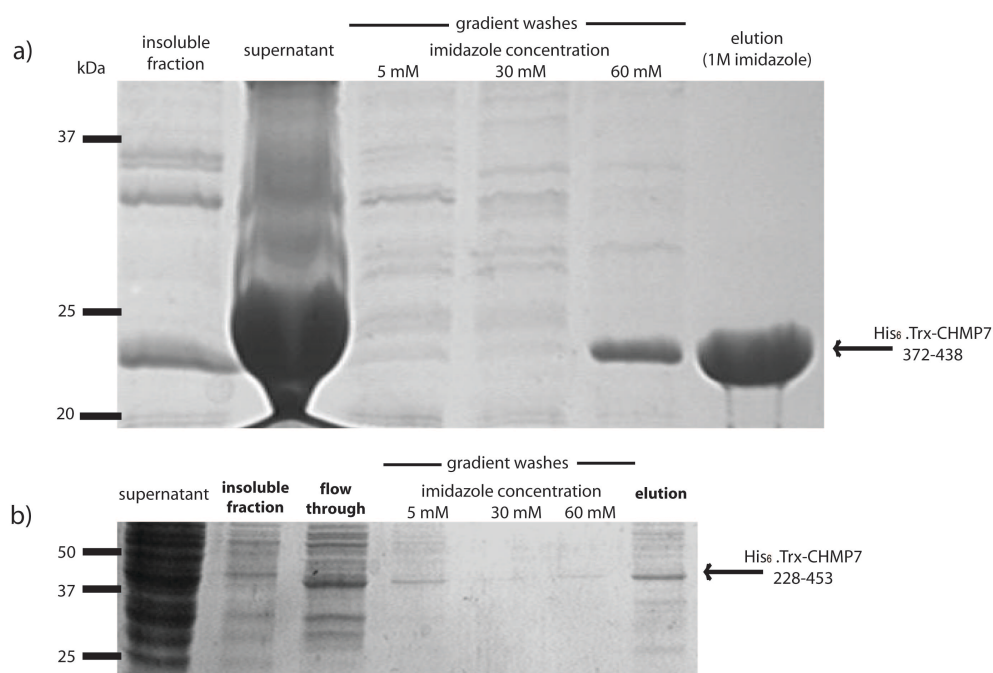 a)
gradient washes
insoluble
fraction
supernatant
imidazole concentration
elution
(1M imidazole)
kDa
5 mM
30 mM
60 mM
37
25
20
His₆ .Trx-CHMP7
372-438
b)
gradient washes
supernatant
insoluble
fraction
flow
through
imidazole concentration
5 mM
30 mM
60 mM
elution
50
37
25
His₆ .Trx-CHMP7
228-453